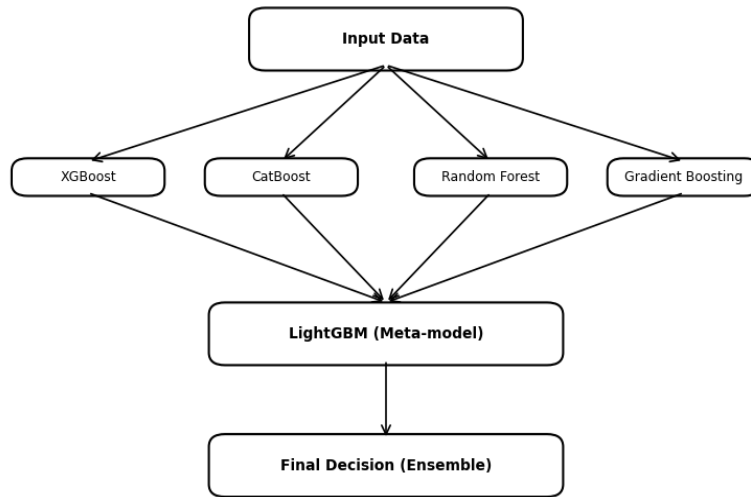 Input Data
XGBoost
CatBoost
Random Forest
Gradient Boosting
LightGBM (Meta-model)
Final Decision (Ensemble)